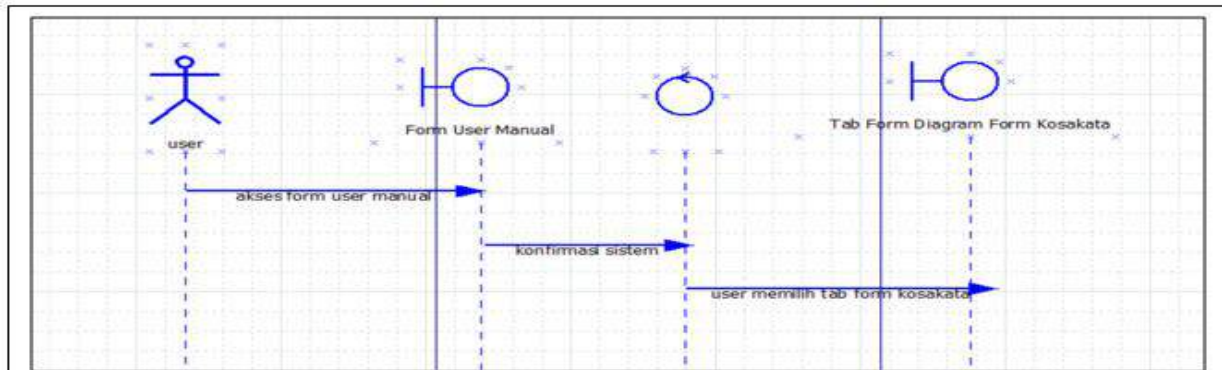 user
Form User Manual
Tab Form Diagram Form Kosakata
akses form user manual
konfirmasi sistem
user memilih tab form kosakata